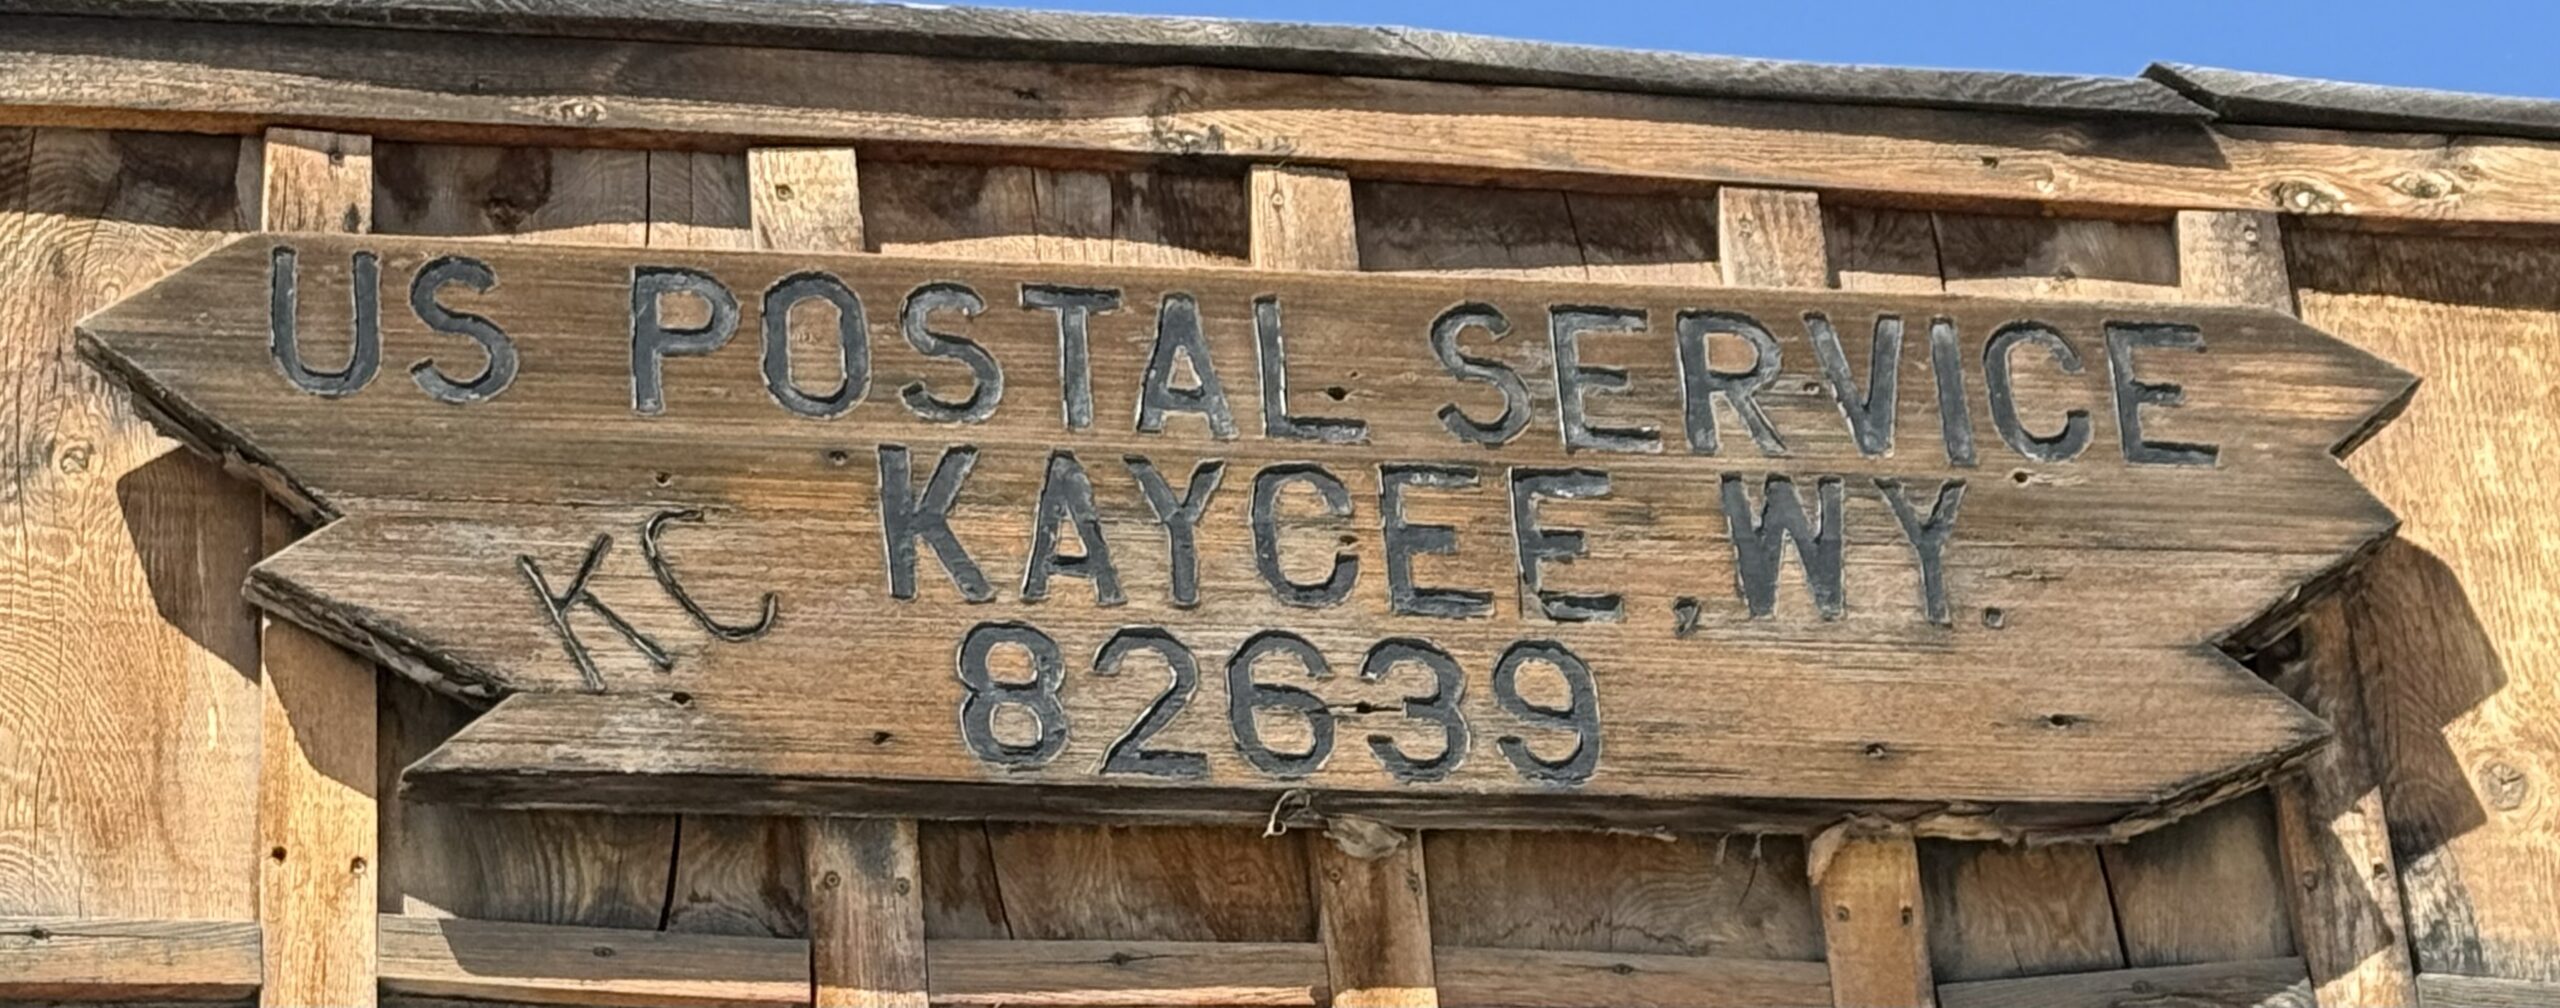 US POSTAL SERVICE
KAYCEE, WY.
KC
82639